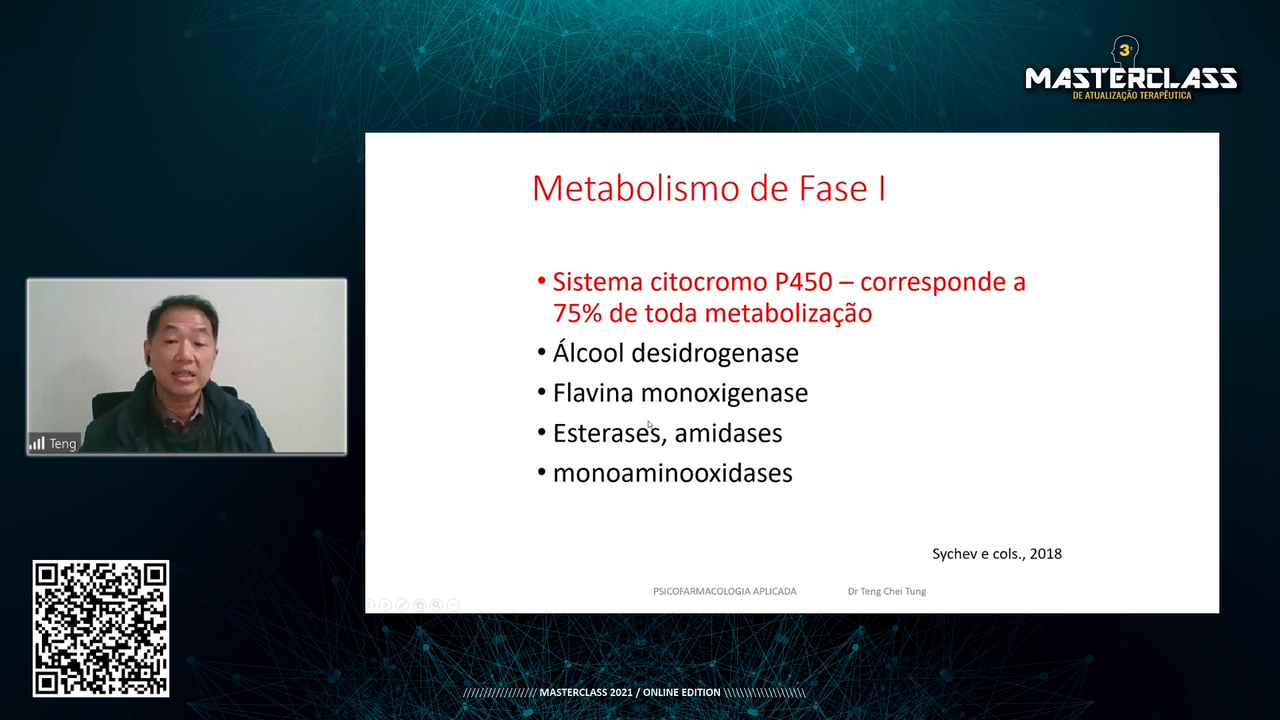 3ª
MASTERCLASS
DE ATUALIZAÇÃO TERAPÊUTICA
Metabolismo de Fase I
• Sistema citocromo P450 – corresponde a
75% de toda metabolização
• Álcool desidrogenase
• Flavina monoxigenase
• Esterases, amidases
• monoaminooxidases
Teng
Sychev e cols., 2018
PSICOFARMACOLOGIA APLICADA
Dr Teng Chei Tung
/////////////////// MASTERCLASS 2021 / ONLINE EDITION \\\\\\\\\\\\\\\\\\\